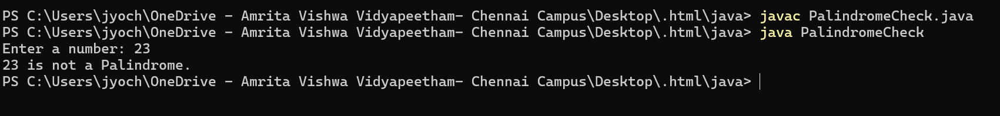 PS C:\Users\jyoch\OneDrive - Amrita Vishwa Vidyapeetham- Chennai Campus\Desktop\.html\java> javac PalindromeCheck.java
PS C:\Users\jyoch\OneDrive - Amrita Vishwa Vidyapeetham- Chennai Campus\Desktop\.html\java> java PalindromeCheck
Enter a number: 23
23 is not a Palindrome.
PS C:\Users\jyoch\OneDrive - Amrita Vishwa Vidyapeetham- Chennai Campus\Desktop\.html\java>